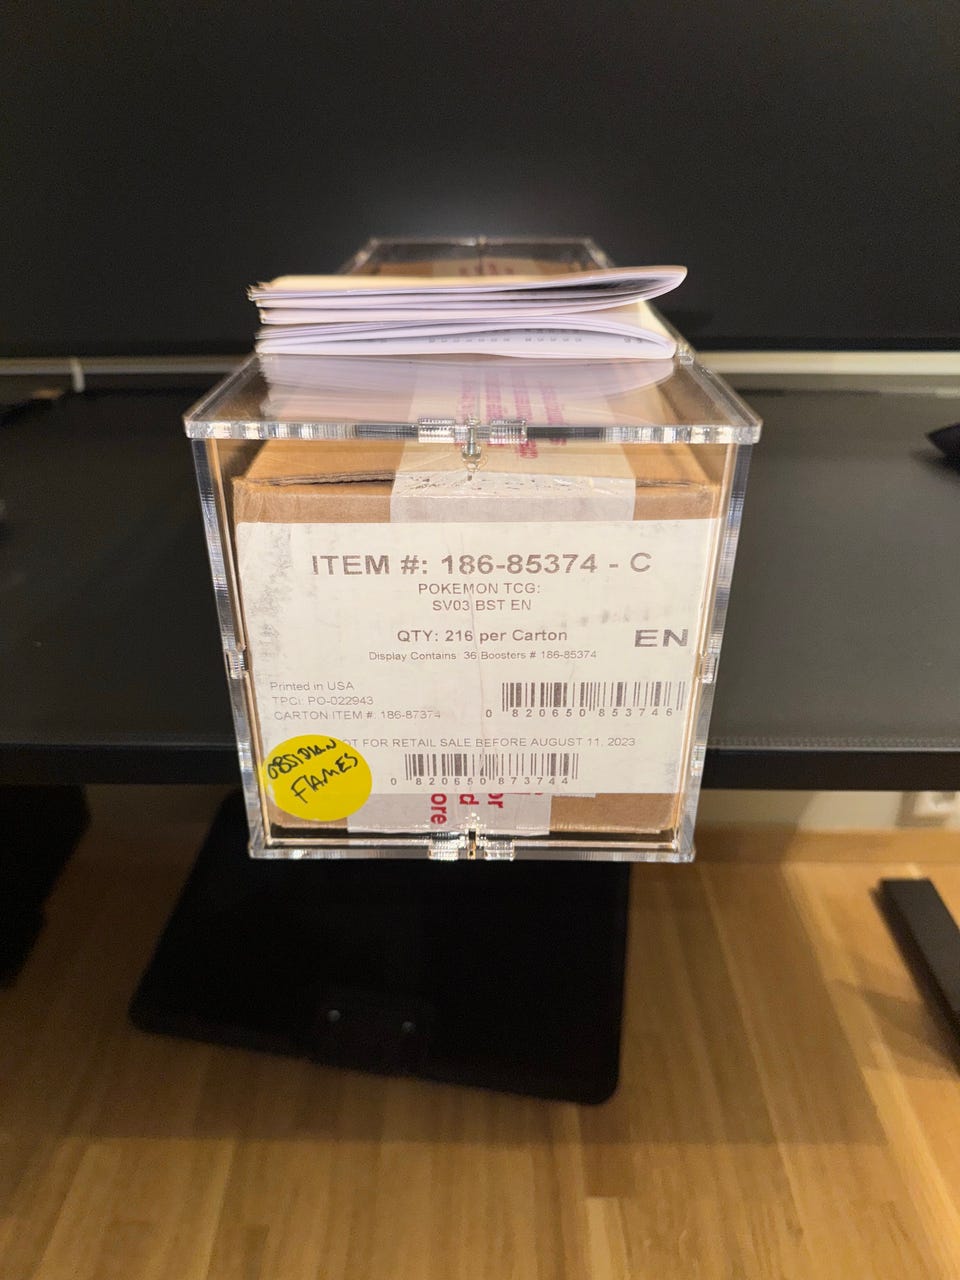 ITEM #: 186-85374 - C
POKEMON TCG:
SV03 BST EN
QTY: 216 per Carton
EN
Display Contains: 36 Boosters # 186-85374
Printed in USA
TPCi: PO-022943
CARTON ITEM #: 186-87374
0 820650 853746
OT FOR RETAIL SALE BEFORE AUGUST 11, 2023
0 820650 873744
OBSIDIAN
FLAMES
or
d
ore